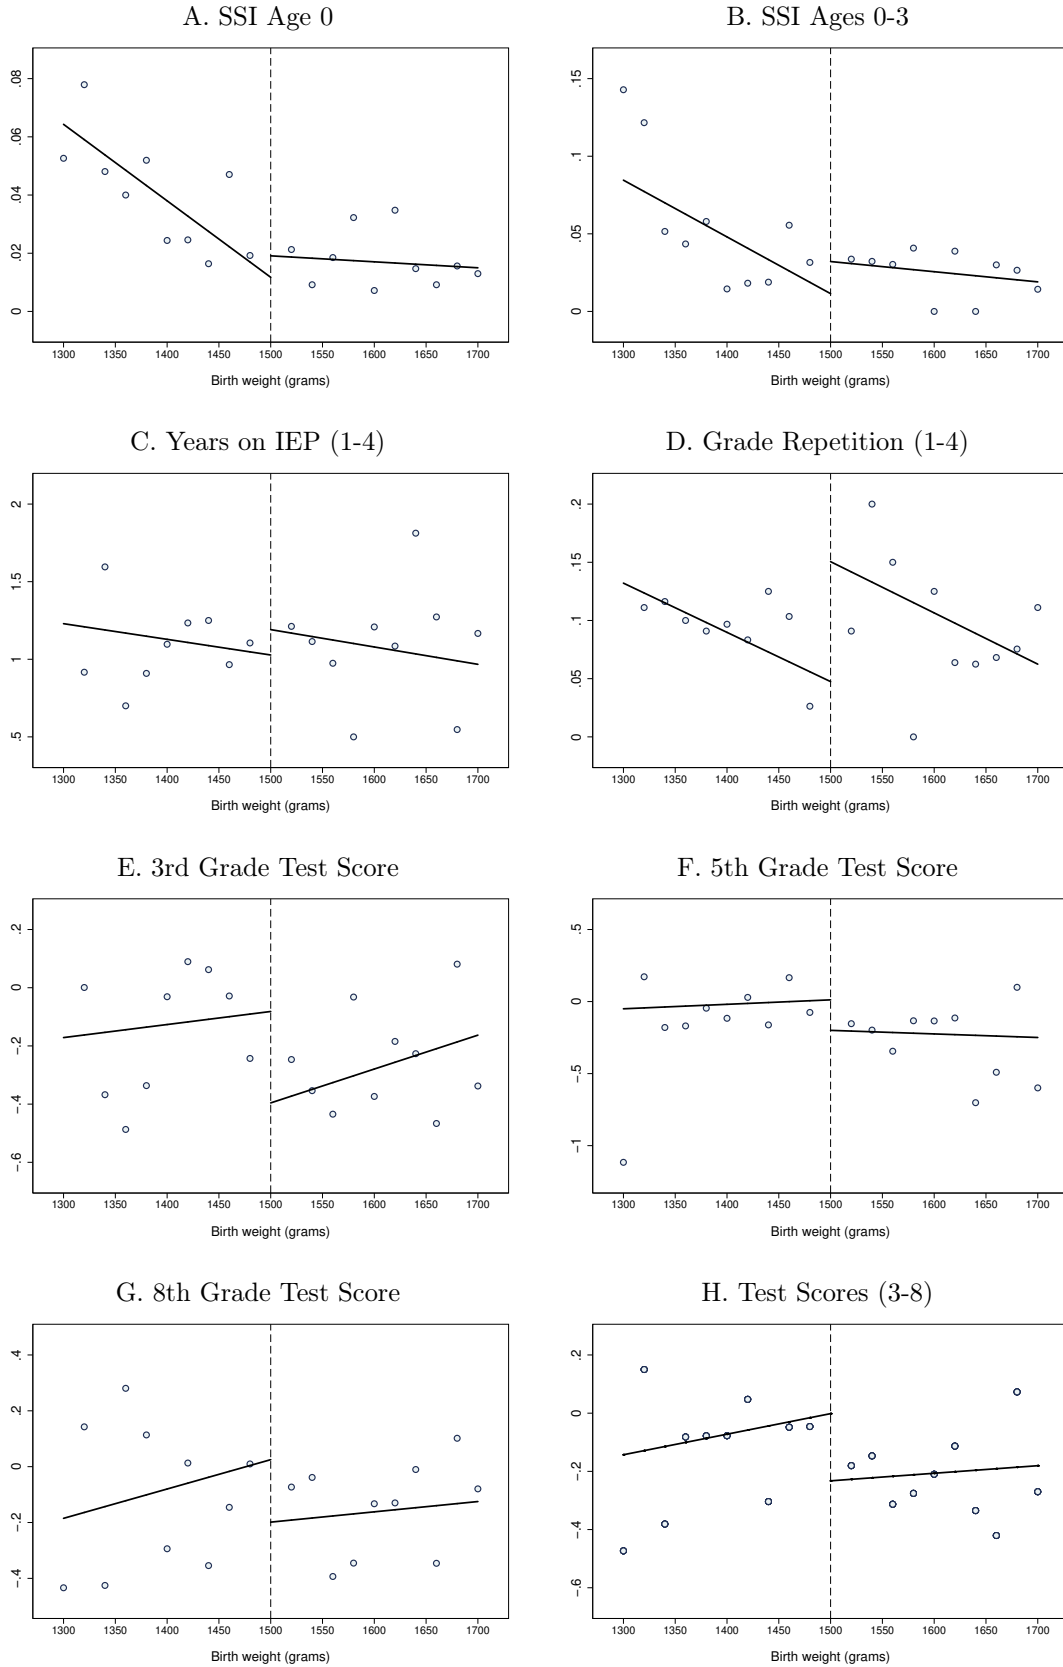 A. SSI Age 0
.08
.06
.04
.02
0
1300 1350 1400 1450 1500 1550 1600 1650 1700
Birth weight (grams)
B. SSI Ages 0-3
.15
.1
.05
0
1300 1350 1400 1450 1500 1550 1600 1650 1700
Birth weight (grams)
C. Years on IEP (1-4)
2
1.5
1
.5
1300 1350 1400 1450 1500 1550 1600 1650 1700
Birth weight (grams)
D. Grade Repetition (1-4)
.2
.15
.1
.05
0
1300 1350 1400 1450 1500 1550 1600 1650 1700
Birth weight (grams)
E. 3rd Grade Test Score
.2
0
-.2
-.4
-.6
1300 1350 1400 1450 1500 1550 1600 1650 1700
Birth weight (grams)
F. 5th Grade Test Score
.5
0
-.5
-1
1300 1350 1400 1450 1500 1550 1600 1650 1700
Birth weight (grams)
G. 8th Grade Test Score
.4
.2
0
-.2
-.4
1300 1350 1400 1450 1500 1550 1600 1650 1700
Birth weight (grams)
H. Test Scores (3-8)
.2
0
-.2
-.4
-.6
1300 1350 1400 1450 1500 1550 1600 1650 1700
Birth weight (grams)